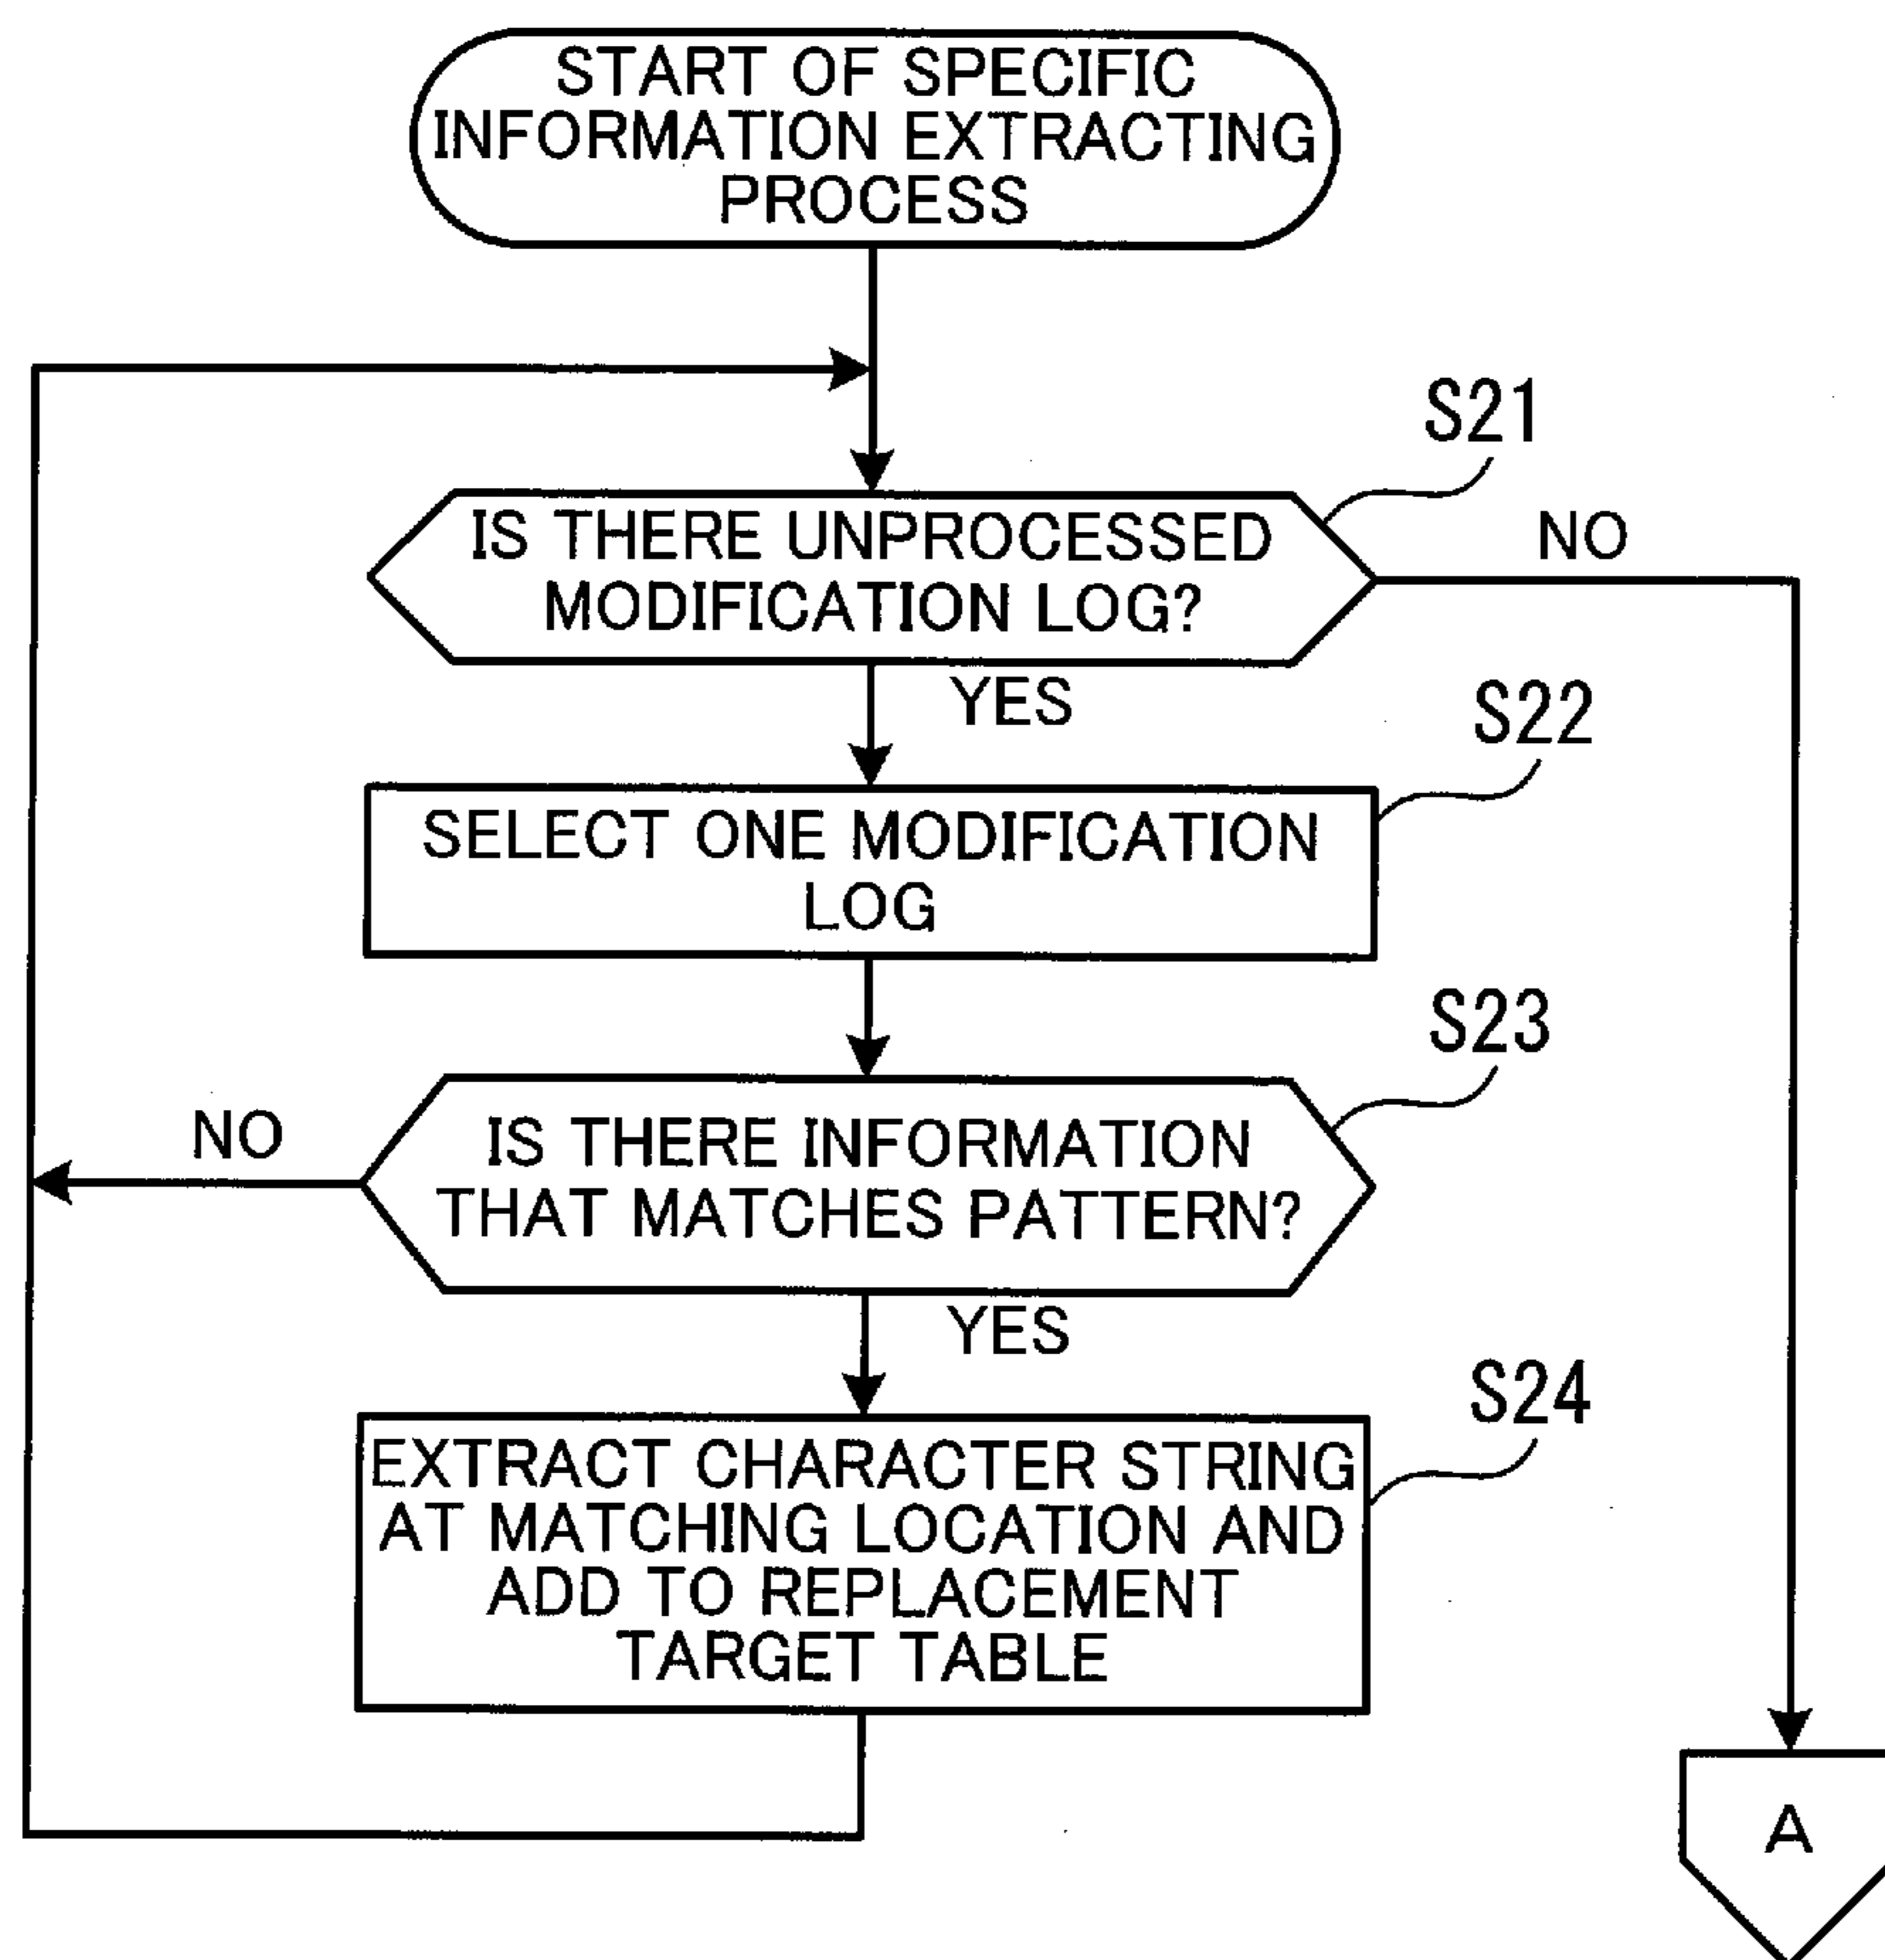 START OF SPECIFIC
INFORMATION EXTRACTING
PROCESS
S21
IS THERE UNPROCESSED
MODIFICATION LOG?
NO
YES
S22
SELECT ONE MODIFICATION
LOG
S23
NO
IS THERE INFORMATION
THAT MATCHES PATTERN?
YES
S24
EXTRACT CHARACTER STRING
AT MATCHING LOCATION AND
ADD TO REPLACEMENT
TARGET TABLE
A